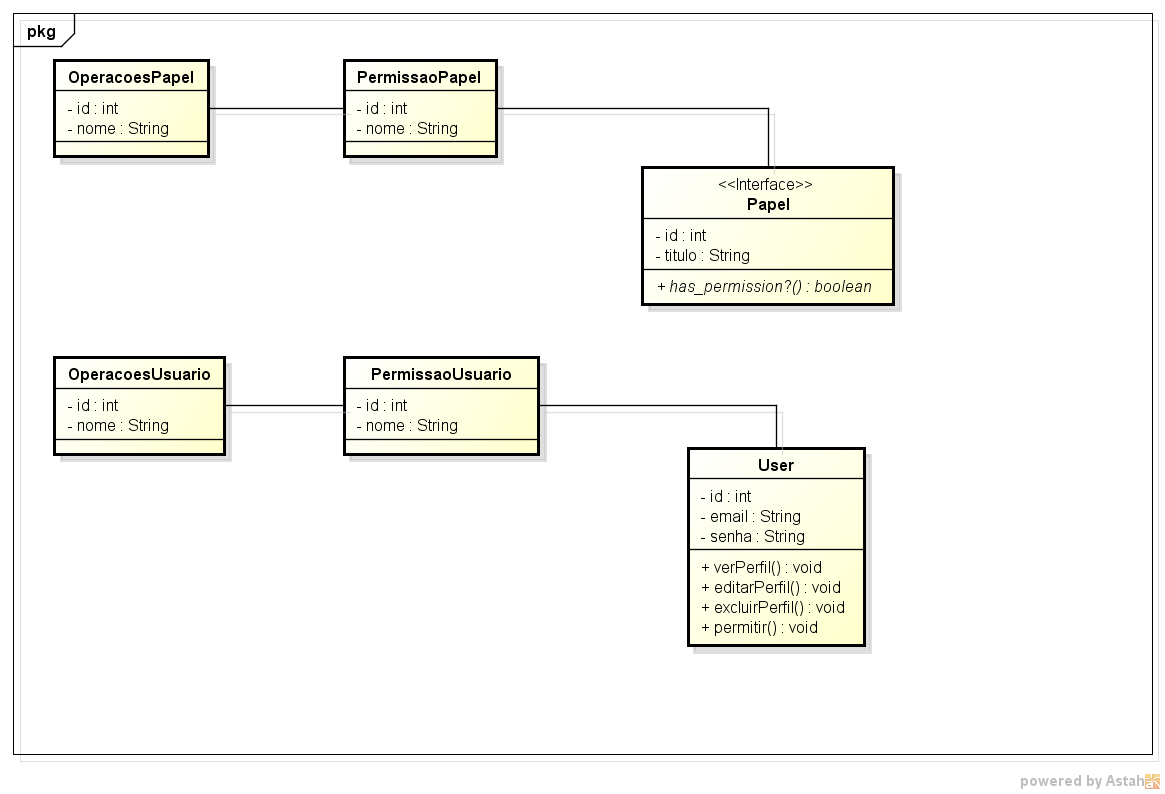 pkg
OperacoesPapel
- id : int
- nome : String
PermissaoPapel
- id : int
- nome : String
<<Interface>>
Papel
- id : int
- titulo : String
+ has_permission?() : boolean
OperacoesUsuario
- id : int
- nome : String
PermissaoUsuario
- id : int
- nome : String
User
- id : int
- email : String
- senha : String
+ verPerfil() : void
+ editarPerfil() : void
+ excluirPerfil() : void
+ permitir() : void
powered by Astah